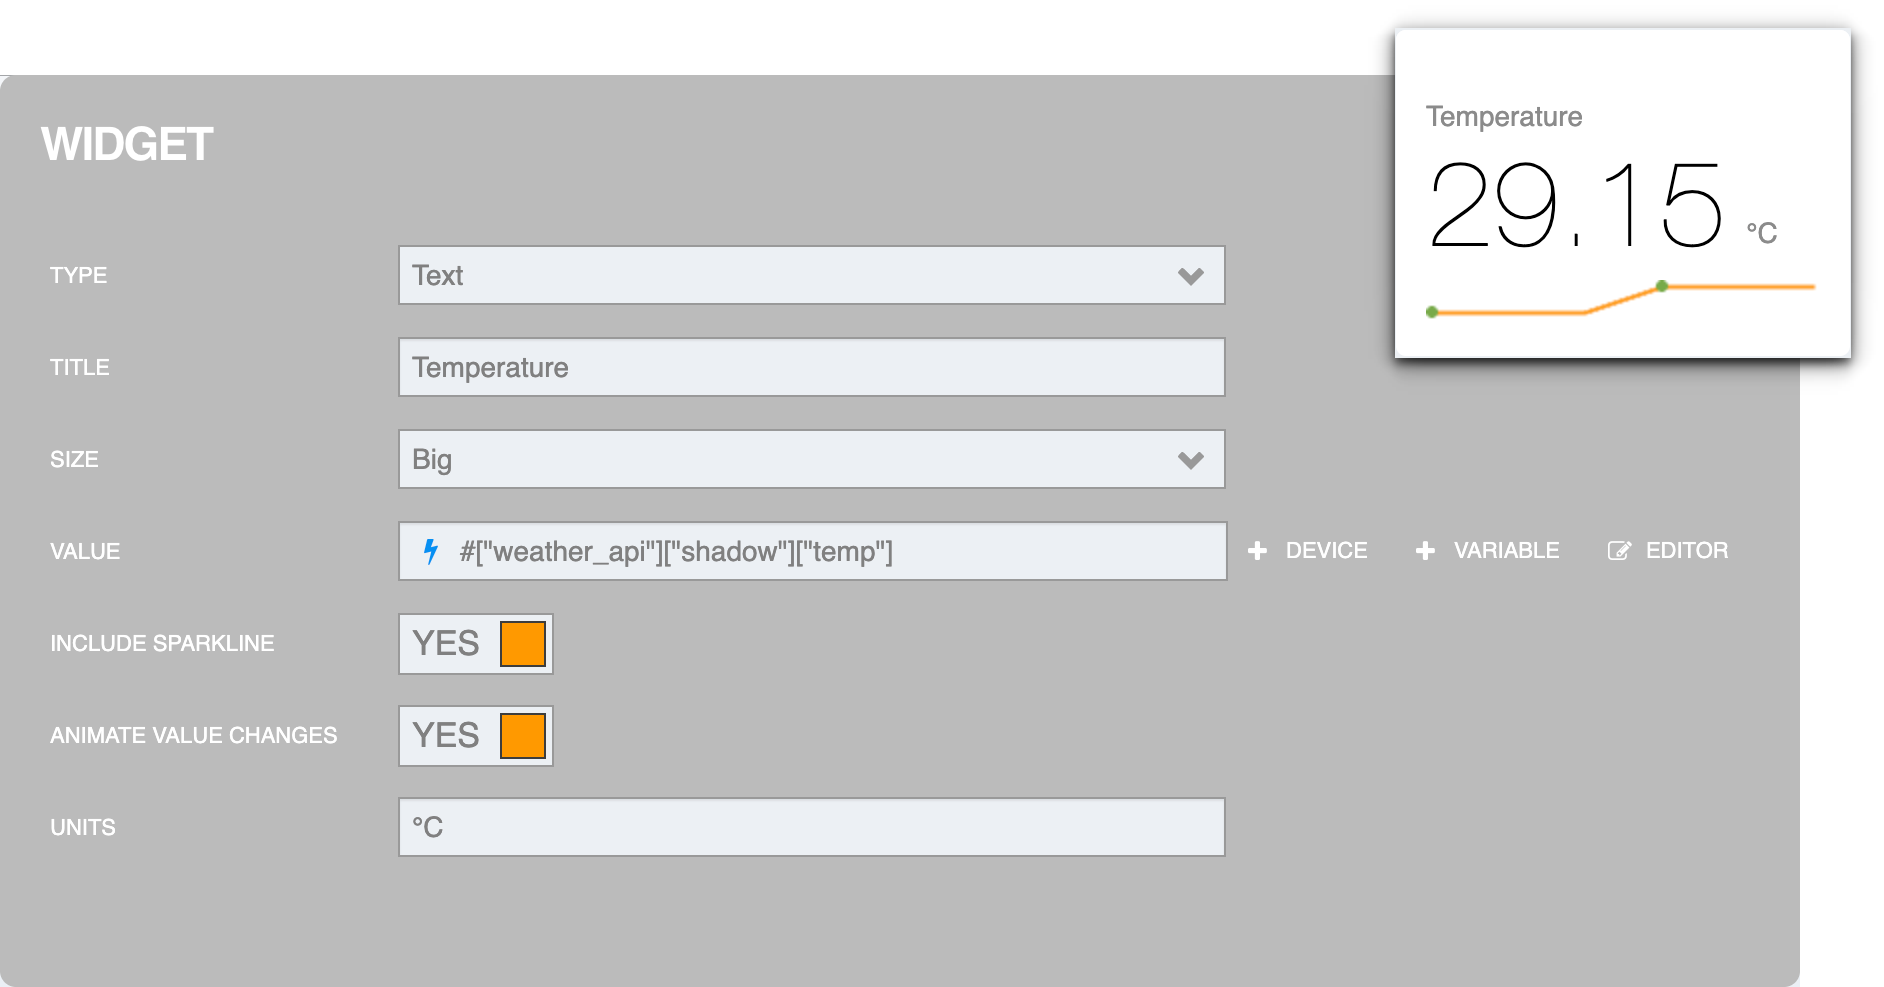 WIDGET
Temperature
29.15 °C
TYPE Text
TITLE Temperature
SIZE Big
VALUE #["weather_api"]["shadow"]["temp"] DEVICE VARIABLE EDITOR
INCLUDE SPARKLINE YES
ANIMATE VALUE CHANGES YES
UNITS °C